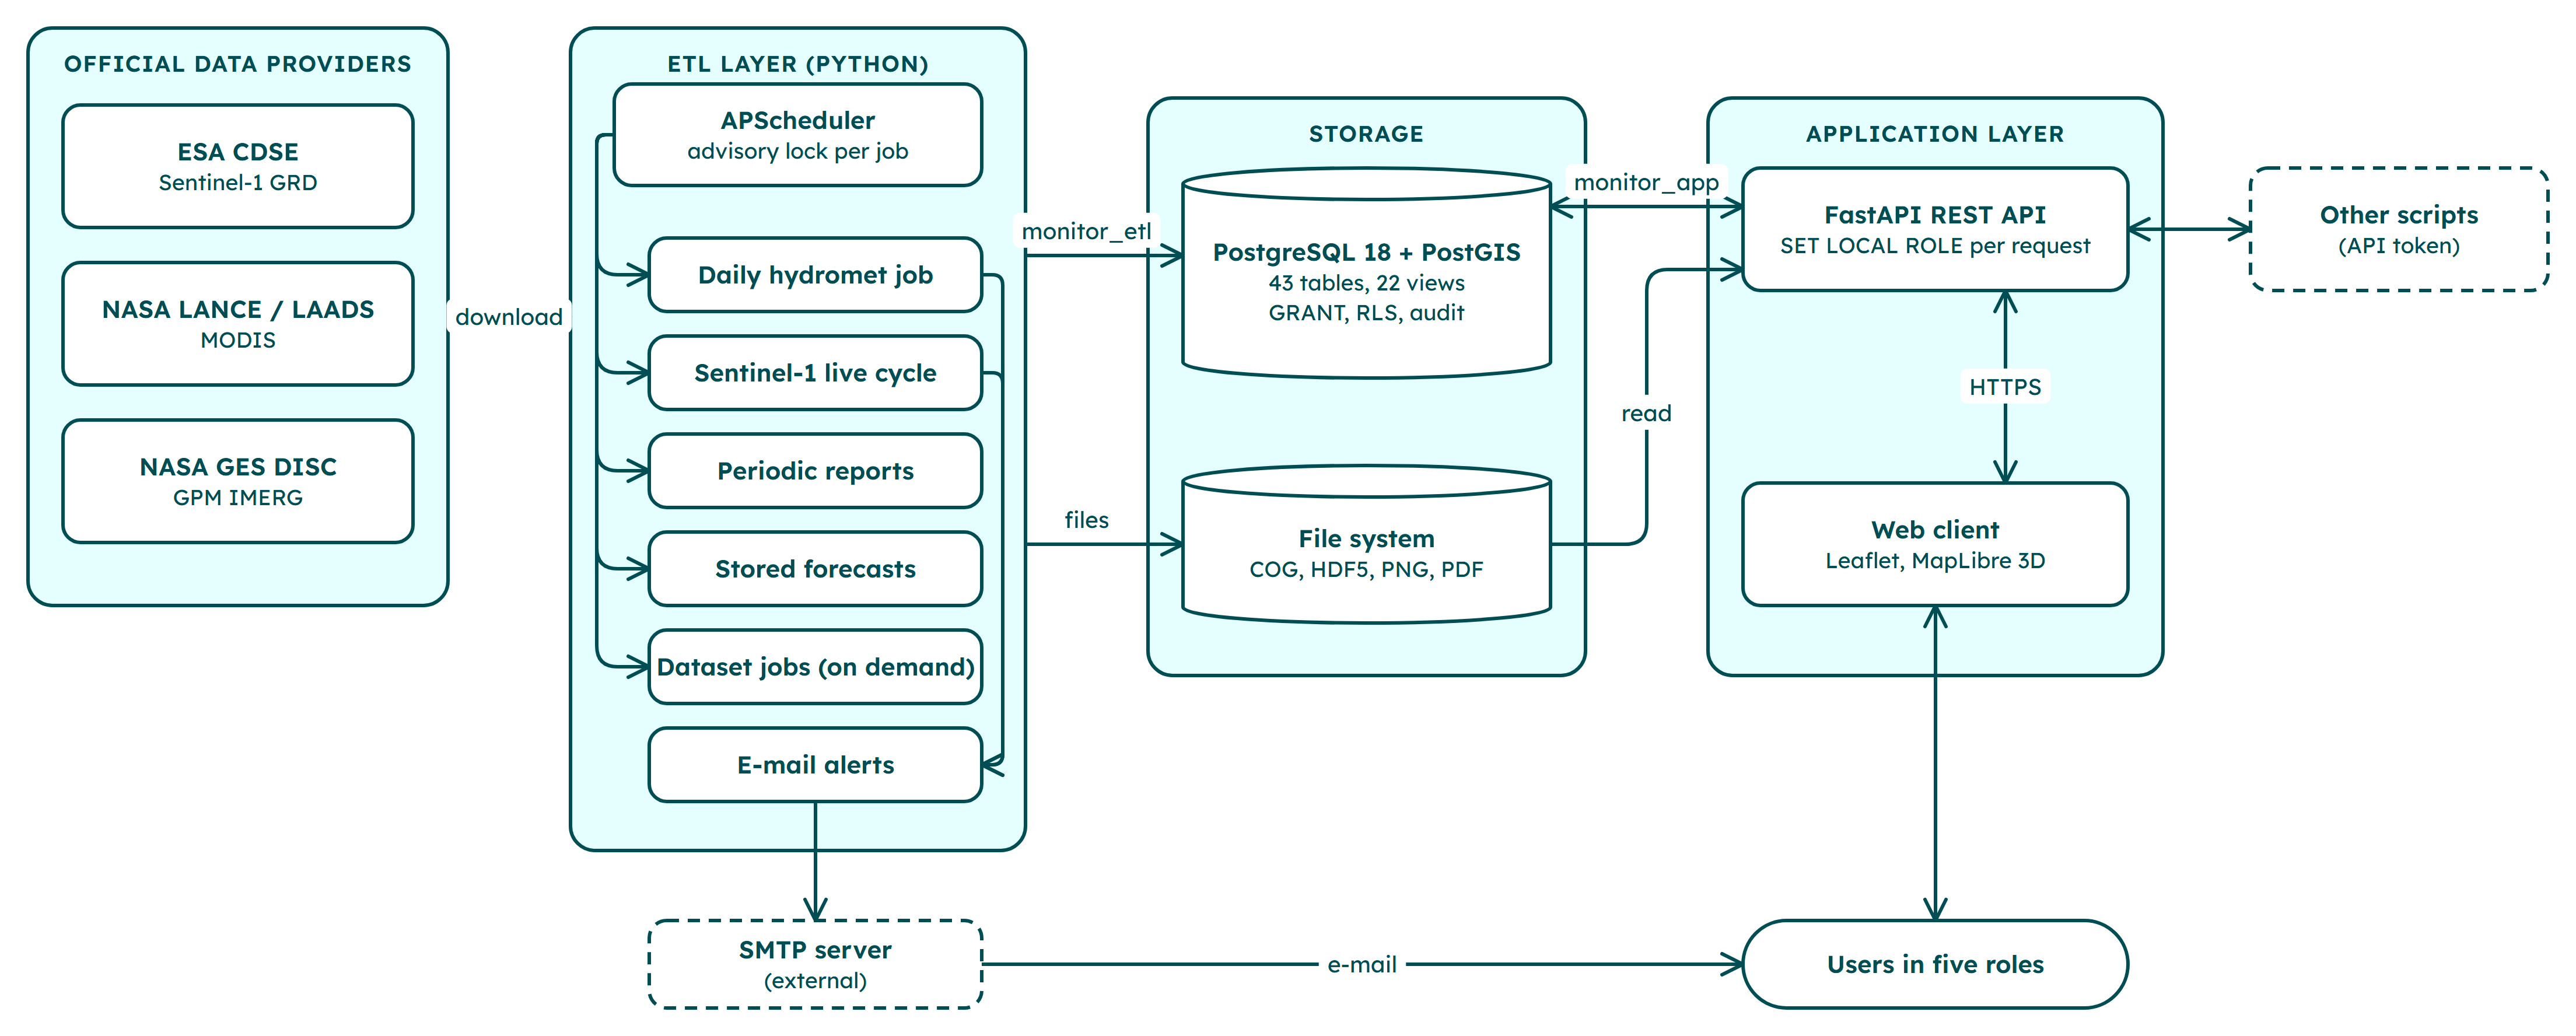 OFFICIAL DATA PROVIDERS
ESA CDSE
Sentinel-1 GRD
NASA LANCE / LAADS
MODIS
NASA GES DISC
GPM IMERG
download
ETL LAYER (PYTHON)
APScheduler
advisory lock per job
Daily hydromet job
Sentinel-1 live cycle
Periodic reports
Stored forecasts
Dataset jobs (on demand)
E-mail alerts
monitor_etl
files
STORAGE
PostgreSQL 18 + PostGIS
43 tables, 22 views
GRANT, RLS, audit
File system
COG, HDF5, PNG, PDF
monitor_app
read
APPLICATION LAYER
FastAPI REST API
SET LOCAL ROLE per request
HTTPS
Web client
Leaflet, MapLibre 3D
Other scripts
(API token)
SMTP server
(external)
e-mail
Users in five roles